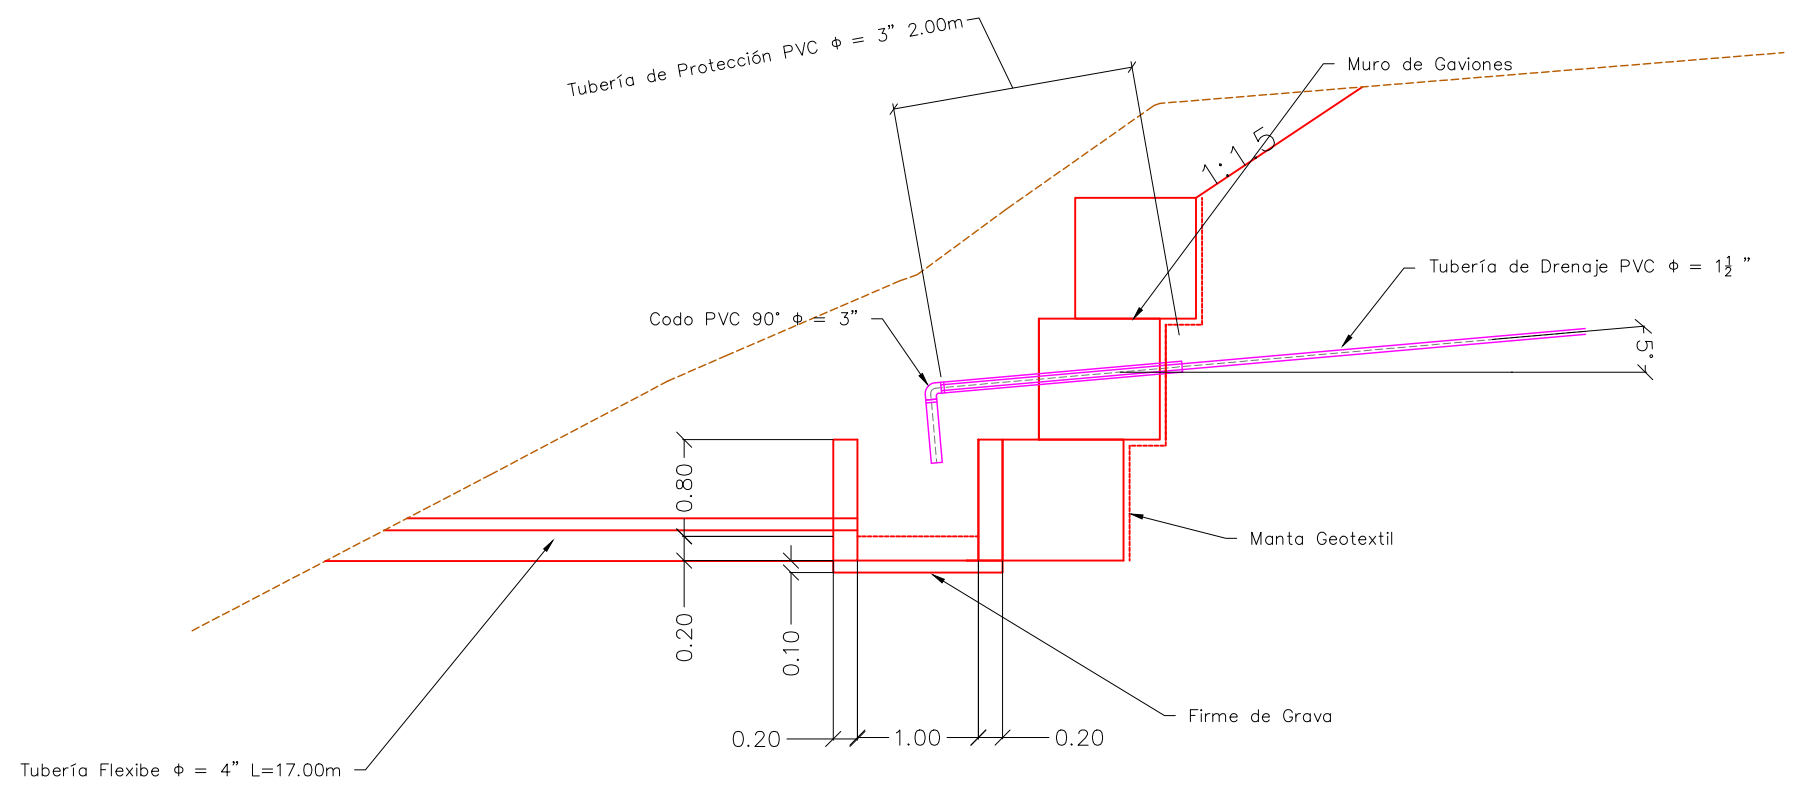 Tubería de Protección PVC ϕ = 3” 2.00m
Muro de Gaviones
1:1.5
Tubería de Drenaje PVC ϕ = 1½ ”
Codo PVC 90° ϕ = 3”
5°
0.80
Manta Geotextil
0.20
0.10
Firme de Grava
0.20
1.00
0.20
Tubería Flexibe ϕ = 4” L=17.00m